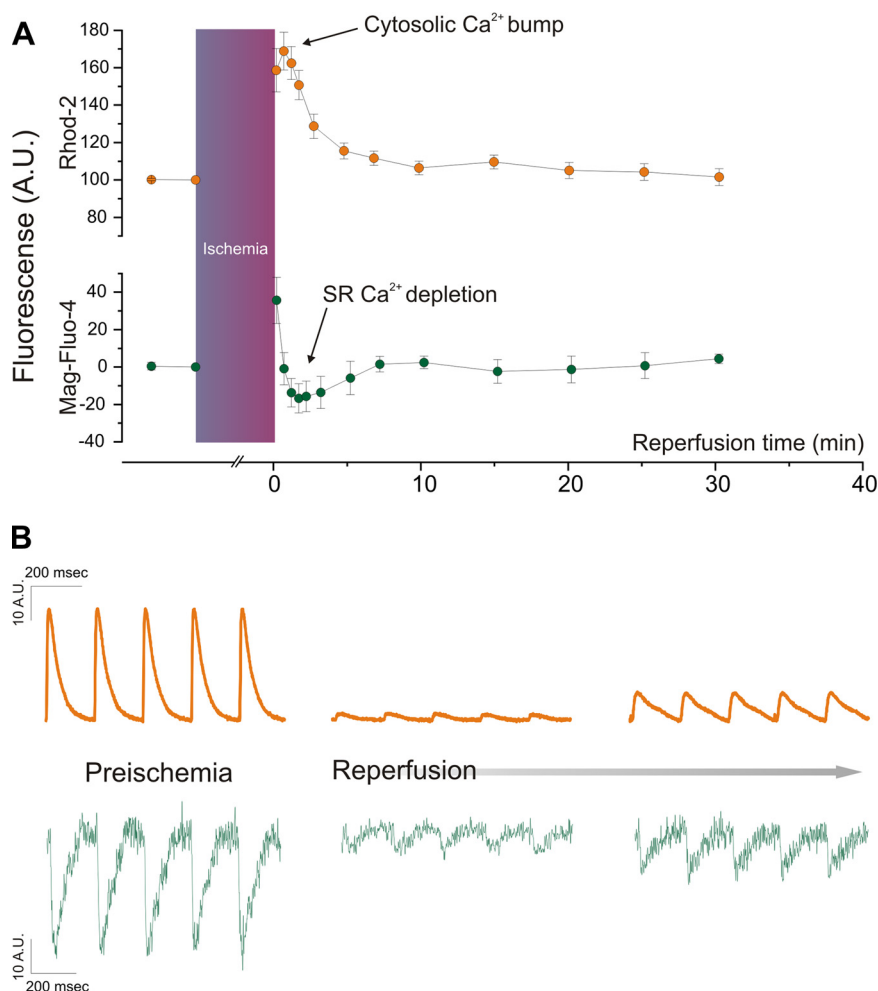 A
Cytosolic Ca²⁺ bump
180
160
140
120
100
80
Rhod-2
Fluorescense (A.U.)
Ischemia
SR Ca²⁺ depletion
40
20
0
-20
-40
Mag-Fluo-4
Reperfusion time (min)
0
10
20
30
40
B
200 msec
10 A.U.
Preischemia
Reperfusion
10 A.U.
200 msec